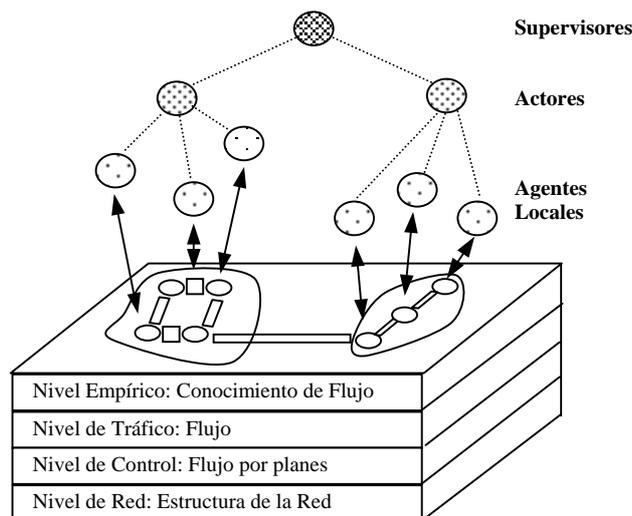 Supervisores
Actores
Agentes
Locales
Nivel Empírico: Conocimiento de Flujo
Nivel de Tráfico: Flujo
Nivel de Control: Flujo por planes
Nivel de Red: Estructura de la Red